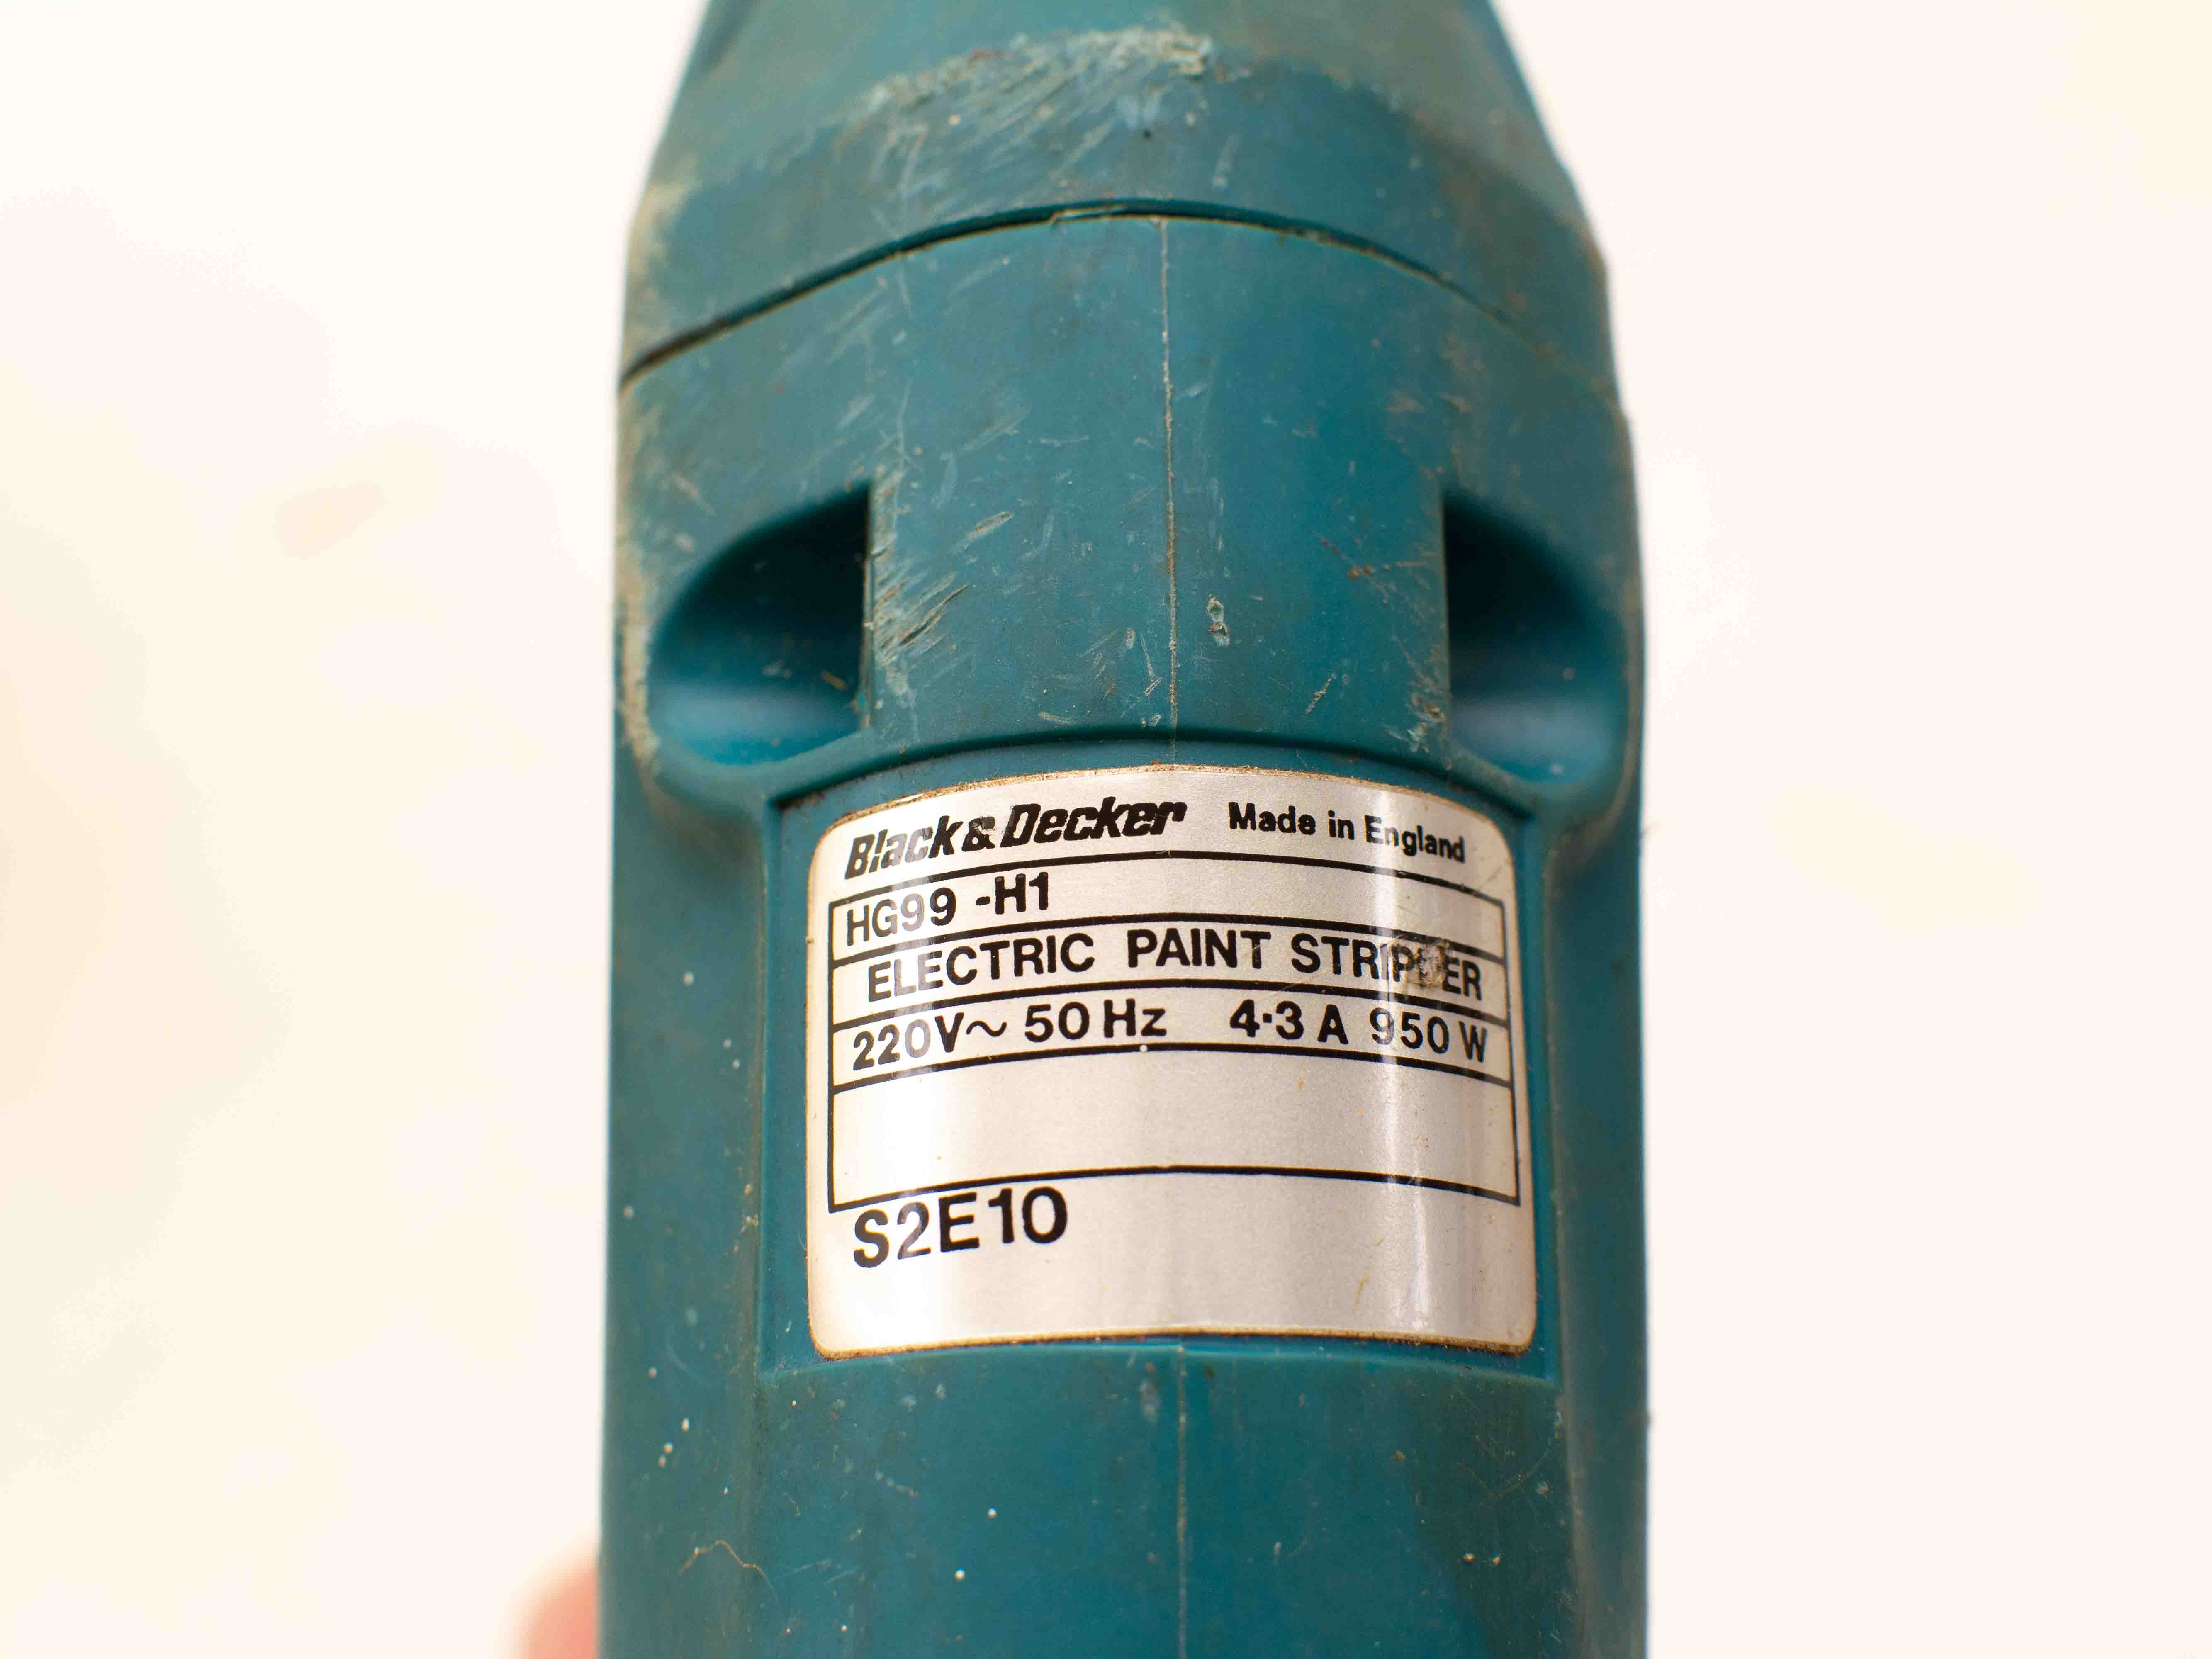 Black & Decker Made in England
HG99 -H1
ELECTRIC PAINT STRIPPER
220V~ 50 Hz 4·3 A 950 W
S2E10